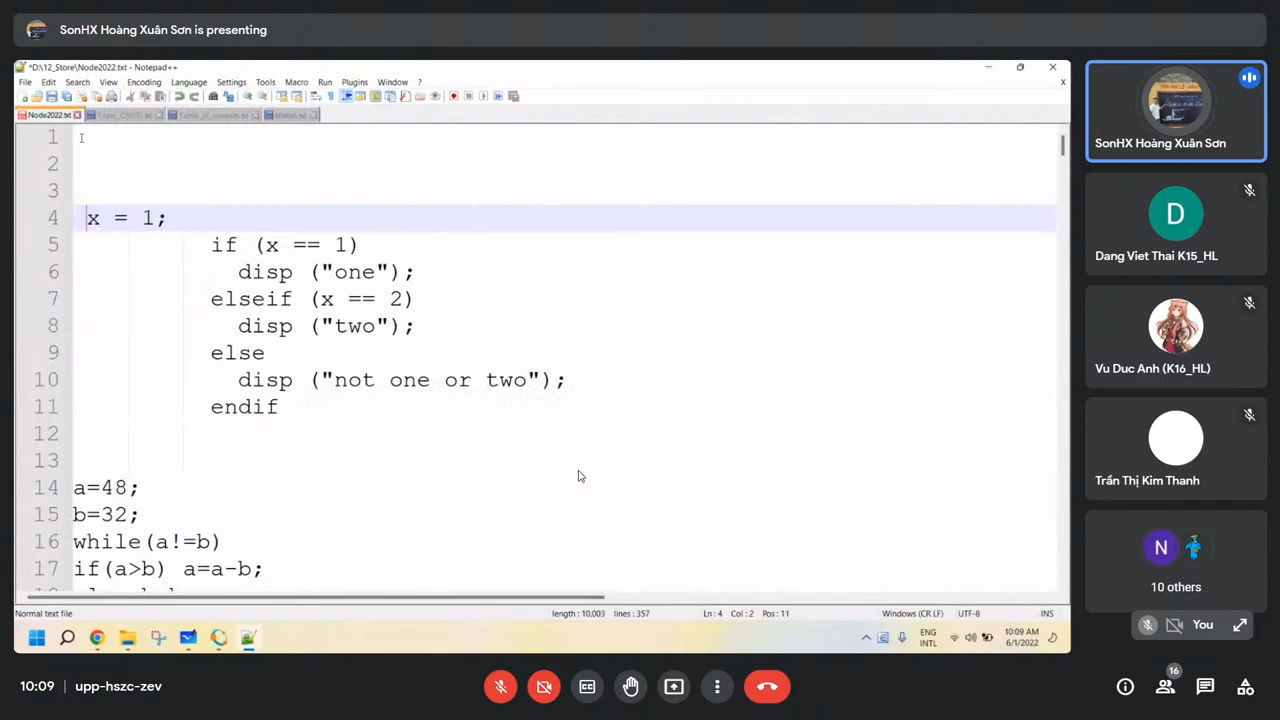 SonHX Hoàng Xuân Sơn is presenting
*D:\12_Store\Node2022.txt - Notepad++
File Edit Search View Encoding Language Settings Tools Macro Run Plugins Window ?
X
Node2022.txt
1
2
3
4 x = 1;
5 if (x == 1)
6 disp ("one");
7 elseif (x == 2)
8 disp ("two");
9 else
10 disp ("not one or two");
11 endif
12
13
14 a=48;
15 b=32;
16 while(a!=b)
17 if(a>b) a=a-b;
Normal text file length : 10,003 lines : 357 Ln : 4 Col : 2 Pos : 11 Windows (CR LF) UTF-8 INS
ENG
INTL
10:09 AM
6/1/2022
SonHX Hoàng Xuân Sơn
D
Dang Viet Thai K15_HL
Vu Duc Anh (K16_HL)
Trần Thị Kim Thanh
N
10 others
You
10:09 | upp-hszc-zev
16